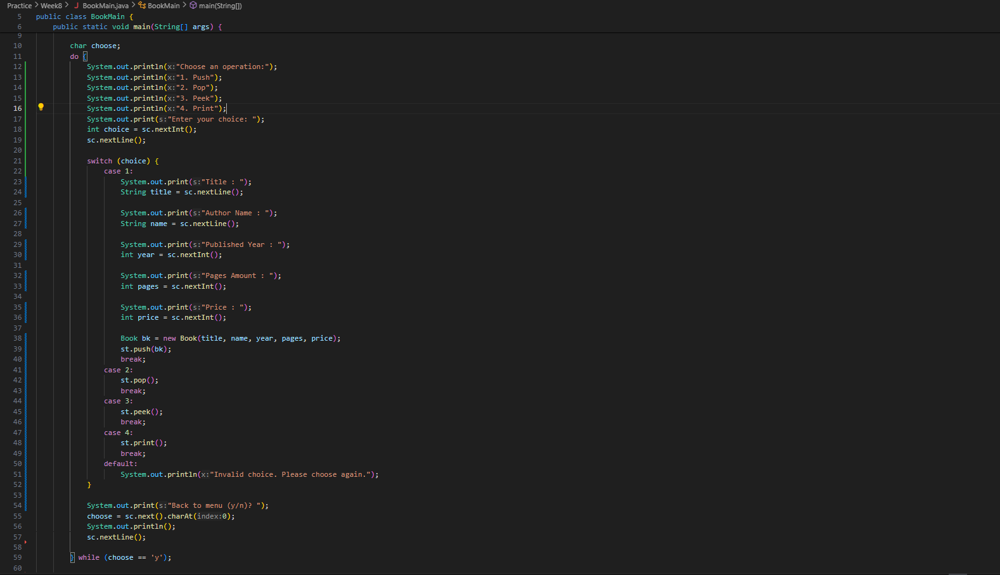 Practice > Week8 > J BookMain.java > BookMain > main(String[])
5 public class BookMain {
6 public static void main(String[] args) {
9
10 char choose;
11 do {
12 System.out.println(x:"Choose an operation:");
13 System.out.println(x:"1. Push");
14 System.out.println(x:"2. Pop");
15 System.out.println(x:"3. Peek");
16 System.out.println(x:"4. Print");
17 System.out.print(s:"Enter your choice: ");
18 int choice = sc.nextInt();
19 sc.nextLine();
20
21 switch (choice) {
22 case 1:
23 System.out.print(s:"Title : ");
24 String title = sc.nextLine();
25
26 System.out.print(s:"Author Name : ");
27 String name = sc.nextLine();
28
29 System.out.print(s:"Published Year : ");
30 int year = sc.nextInt();
31
32 System.out.print(s:"Pages Amount : ");
33 int pages = sc.nextInt();
34
35 System.out.print(s:"Price : ");
36 int price = sc.nextInt();
37
38 Book bk = new Book(title, name, year, pages, price);
39 st.push(bk);
40 break;
41 case 2:
42 st.pop();
43 break;
44 case 3:
45 st.peek();
46 break;
47 case 4:
48 st.print();
49 break;
50 default:
51 System.out.println(x:"Invalid choice. Please choose again.");
52 }
53
54 System.out.print(s:"Back to menu (y/n)? ");
55 choose = sc.next().charAt(index:0);
56 System.out.println();
57 sc.nextLine();
58
59 } while (choose == 'y');
60